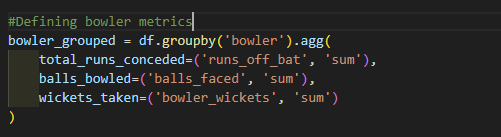 #Defining bowler metrics
bowler_grouped = df.groupby('bowler').agg(
    total_runs_conceded=('runs_off_bat', 'sum'),
    balls_bowled=('balls_faced', 'sum'),
    wickets_taken=('bowler_wickets', 'sum')
)